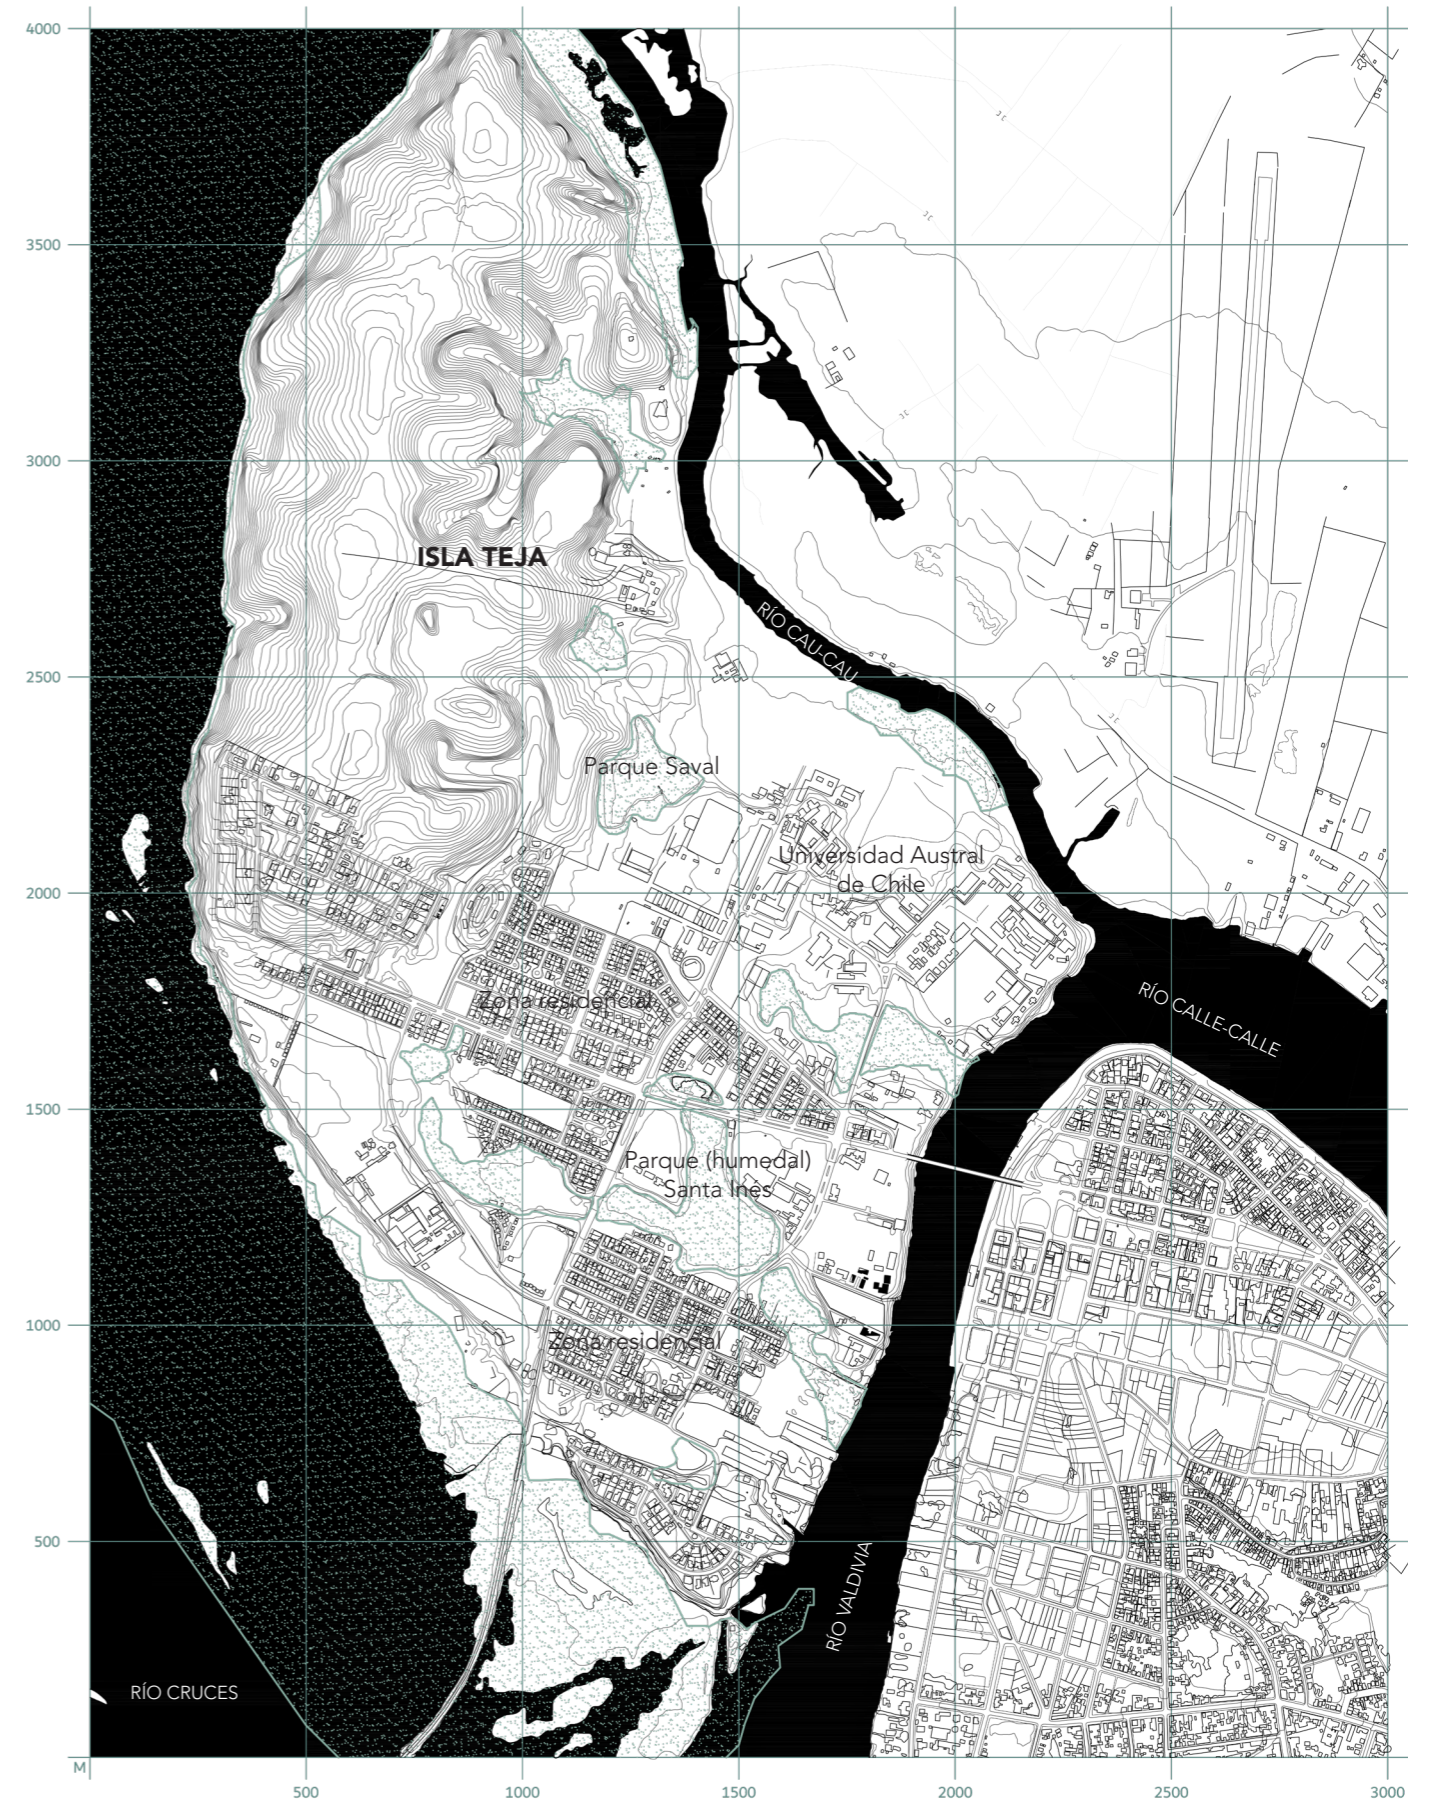 4000
3500
3000
ISLA TEJA
RÍO CAU-CAU
2500
Parque Saval
Universidad Austral
de Chile
2000
Zona residencial
RÍO CALLE-CALLE
1500
Parque (humedal)
Santa Inés
1000
Zona residencial
500
RÍO VALDIVIA
RÍO CRUCES
M
500
1000
1500
2000
2500
3000